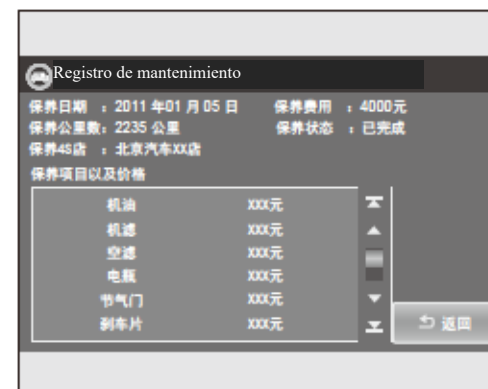 Registro de mantenimiento
保养日期 ：2011 年01 月 05 日 保养费用 ：4000元
保养公里数：2235 公里 保养状态 ：已完成
保养4S店 ：北京汽车XX店
保养项目以及价格
机油 XXX元
机滤 XXX元
空滤 XXX元
电瓶 XXX元
节气门 XXX元
刹车片 XXX元
返回